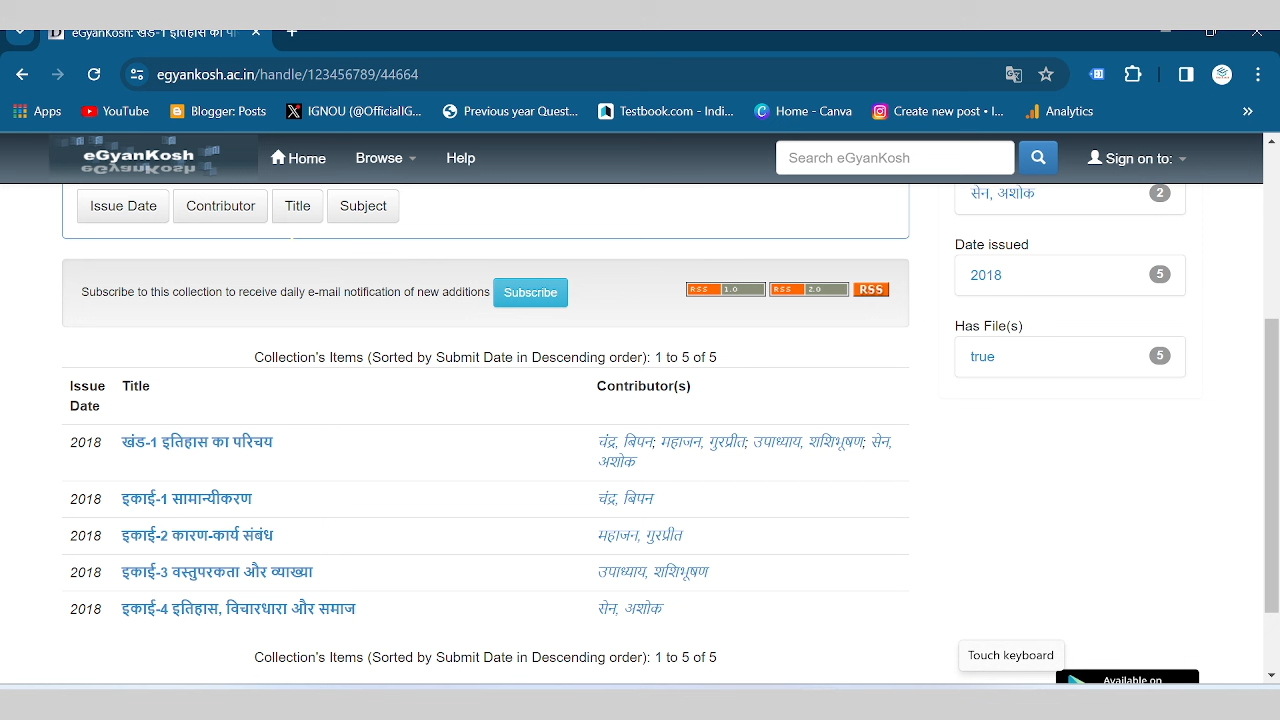 eGyanKosh: खंड-1 इतिहास का परि
egyankosh.ac.in/handle/123456789/44664
Apps YouTube Blogger: Posts IGNOU (@OfficialIG... Previous year Quest... Testbook.com - Indi... Home - Canva Create new post • I... Analytics »
eGyanKosh Home Browse Help Search eGyanKosh Sign on to:
Issue Date Contributor Title Subject
सेन, अशोक 2
Date issued
2018 5
Has File(s)
true 5
Subscribe to this collection to receive daily e-mail notification of new additions Subscribe RSS 1.0 RSS 2.0 RSS
Collection's Items (Sorted by Submit Date in Descending order): 1 to 5 of 5
Issue Title Contributor(s)
Date
2018 खंड-1 इतिहास का परिचय चंद्र, बिपन; महाजन, गुरप्रीत; उपाध्याय, शशिभूषण; सेन,
अशोक
2018 इकाई-1 सामान्यीकरण चंद्र, बिपन
2018 इकाई-2 कारण-कार्य संबंध महाजन, गुरप्रीत
2018 इकाई-3 वस्तुपरकता और व्याख्या उपाध्याय, शशिभूषण
2018 इकाई-4 इतिहास, विचारधारा और समाज सेन, अशोक
Collection's Items (Sorted by Submit Date in Descending order): 1 to 5 of 5
Touch keyboard
Available on